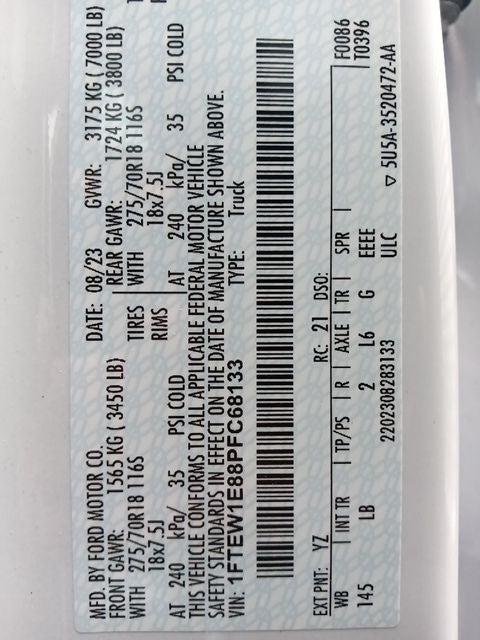 MFD. BY FORD MOTOR CO. DATE: 08/23 GVWR: 3175 KG ( 7000 LB)
FRONT GAWR: 1565 KG ( 3450 LB) REAR GAWR: 1724 KG ( 3800 LB)
WITH 275/70R18 116S TIRES WITH 275/70R18 116S
18x7.5J RIMS 18x7.5J
AT 240 kPa/ 35 PSI COLD AT 240 kPa/ 35 PSI COLD
THIS VEHICLE CONFORMS TO ALL APPLICABLE FEDERAL MOTOR VEHICLE
SAFETY STANDARDS IN EFFECT ON THE DATE OF MANUFACTURE SHOWN ABOVE.
VIN: 1FTEW1E88PFC68133 TYPE: Truck
EXT PNT: YZ RC: 21 DSO: F0086
WB INT TR TP/PS R AXLE TR SPR T0396
145 LB 2 L6 G EEEE
2202308283133 ULC ▽ 5U5A-3520472-AA